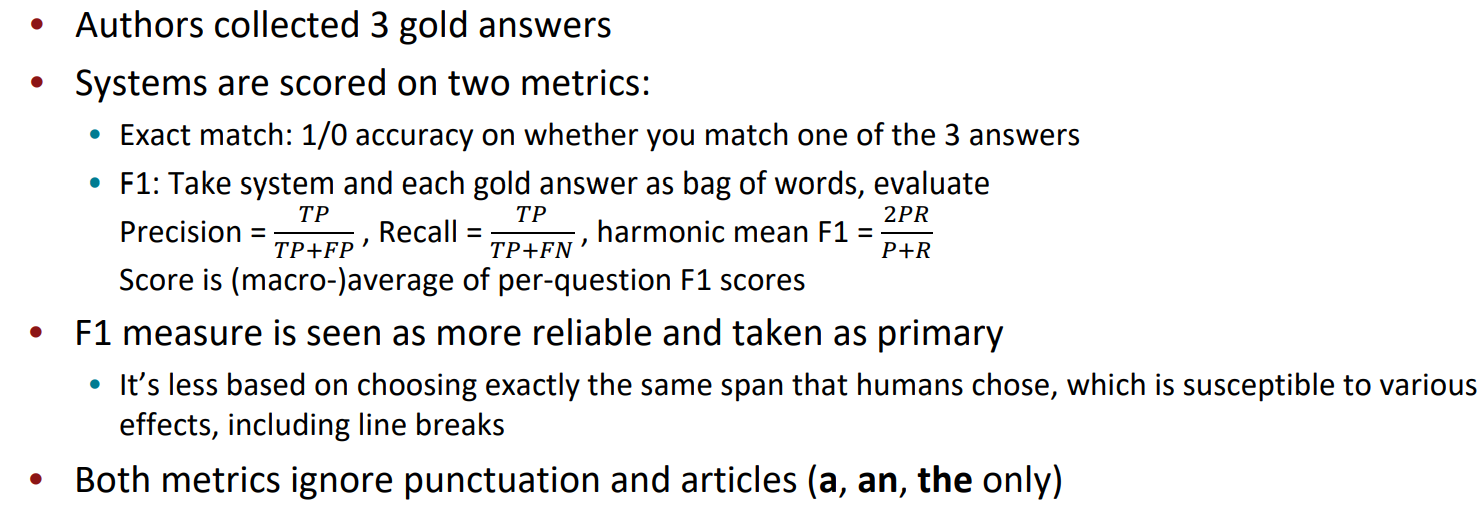 • Authors collected 3 gold answers
• Systems are scored on two metrics:
• Exact match: 1/0 accuracy on whether you match one of the 3 answers
• F1: Take system and each gold answer as bag of words, evaluate
Precision = TP/TP+FP , Recall = TP/TP+FN , harmonic mean F1 = 2PR/P+R
Score is (macro-)average of per-question F1 scores
• F1 measure is seen as more reliable and taken as primary
• It’s less based on choosing exactly the same span that humans chose, which is susceptible to various
effects, including line breaks
• Both metrics ignore punctuation and articles (a, an, the only)